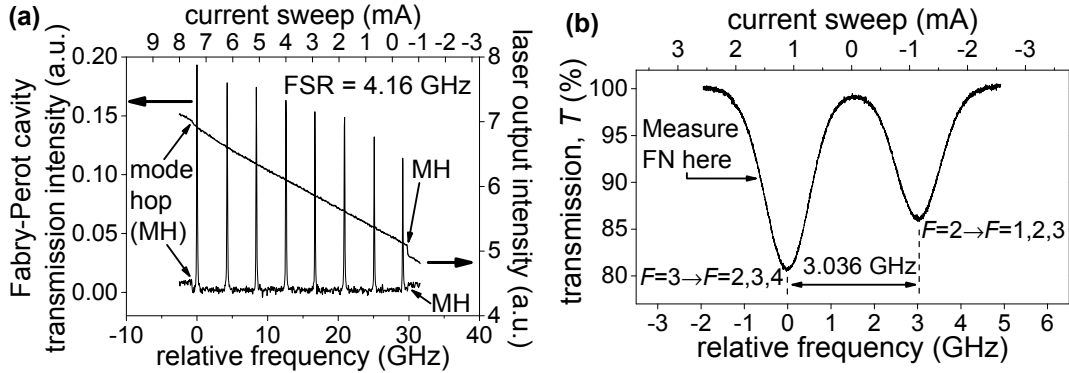 (a)
current sweep (mA)
9 8 7 6 5 4 3 2 1 0 -1 -2 -3
Fabry-Perot cavity
transmission intensity (a.u.)
0.20
0.15
0.10
0.05
0.00
FSR = 4.16 GHz
mode
hop
(MH)
MH
MH
8
7
6
5
4
laser output intensity (a.u.)
-10 0 10 20 30 40
relative frequency (GHz)
(b)
current sweep (mA)
3 2 1 0 -1 -2 -3
transmission, T (%)
100
95
90
85
80
Measure
FN here
F=2→F=1,2,3
F=3→F=2,3,4
3.036 GHz
-3 -2 -1 0 1 2 3 4 5 6
relative frequency (GHz)